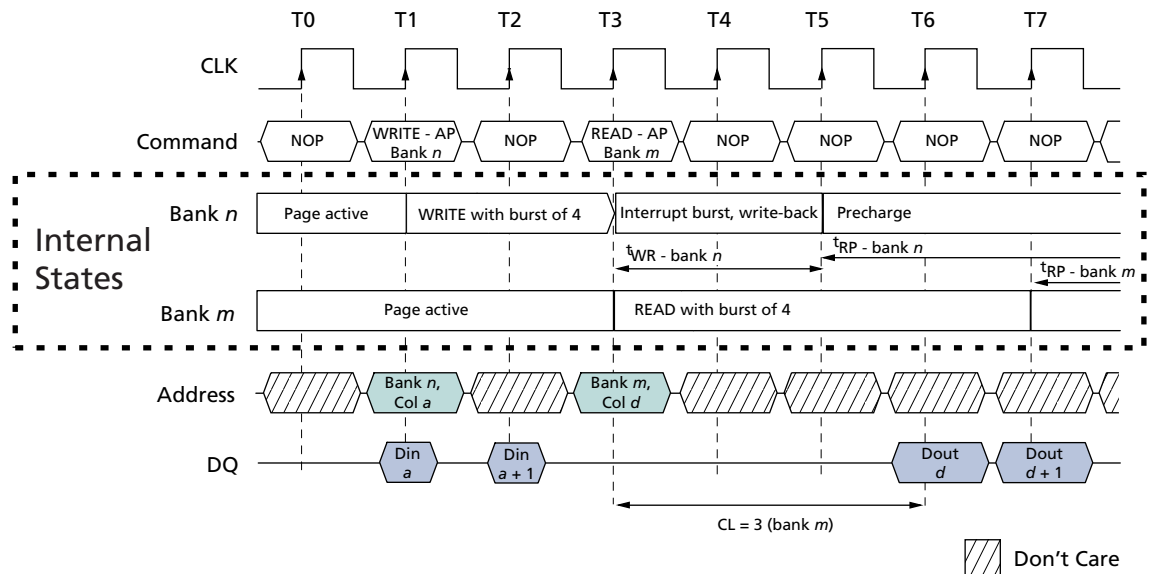 T0 T1 T2 T3 T4 T5 T6 T7
CLK
Command
NOP WRITE - AP NOP READ - AP NOP NOP NOP NOP
Bank n Bank m
Internal
States
Bank n
Page active WRITE with burst of 4 Interrupt burst, write-back Precharge
tWR - bank n tRP - bank n
tRP - bank m
Bank m
Page active READ with burst of 4
Address
Bank n, Bank m,
Col a Col d
DQ
Din Din Dout Dout
a a + 1 d d + 1
CL = 3 (bank m)
Don't Care